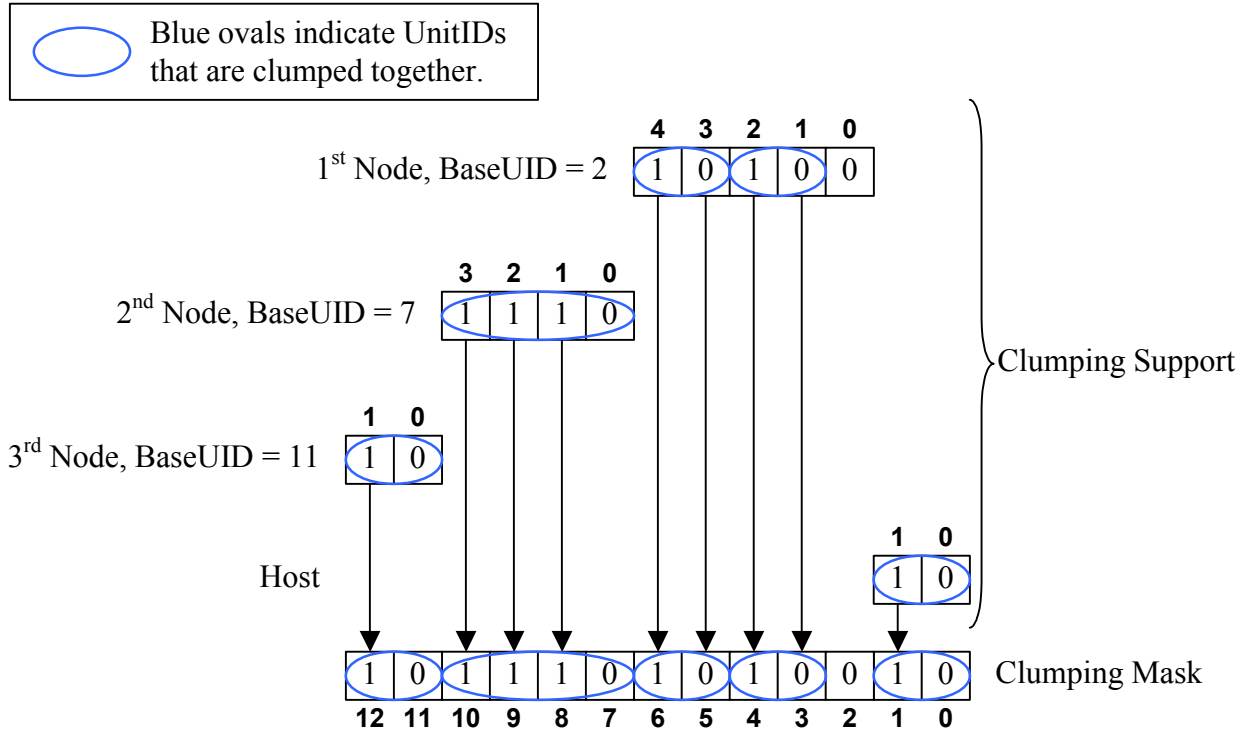 Blue ovals indicate UnitIDs
that are clumped together.
4 3 2 1 0
1st Node, BaseUID = 2 1 0 1 0 0
3 2 1 0
2nd Node, BaseUID = 7 1 1 1 0
Clumping Support
1 0
3rd Node, BaseUID = 11 1 0
1 0
Host 1 0
1 0 1 1 1 0 1 0 1 0 0 1 0 Clumping Mask
12 11 10 9 8 7 6 5 4 3 2 1 0